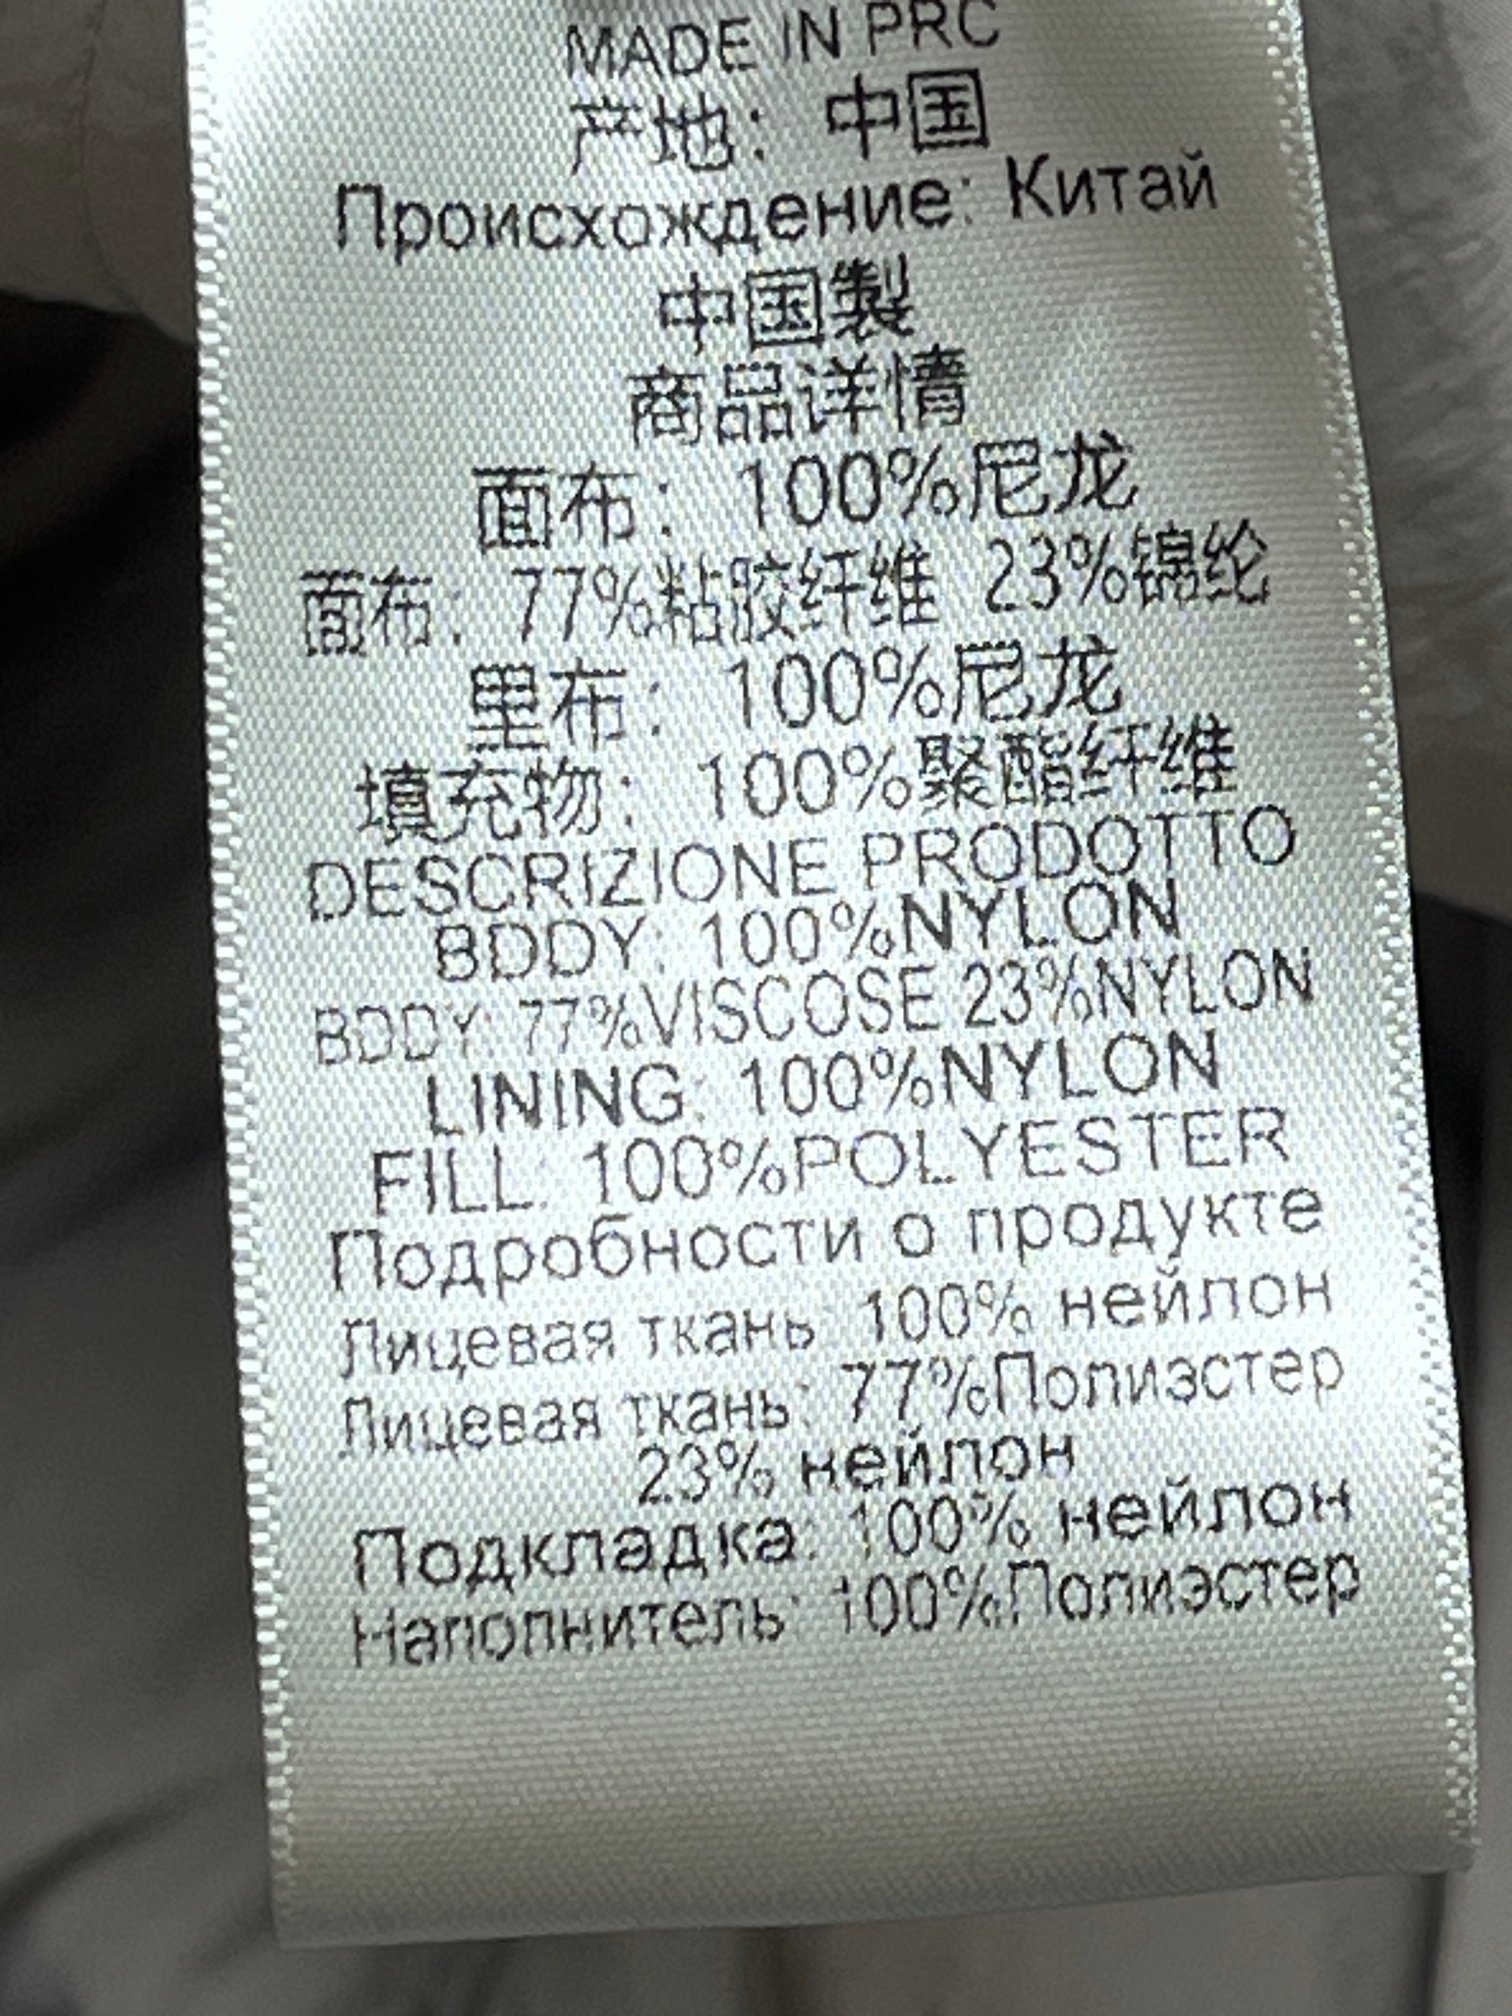 MADE IN PRC
产地: 中国
Происхождение: Китай
中国製
商品详情
面布: 100%尼龙
面布: 77%粘胶纤维 23%锦纶
里布: 100%尼龙
填充物: 100%聚酯纤维
DESCRIZIONE PRODOTTO
BDDY: 100%NYLON
BDDY: 77%VISCOSE 23%NYLON
LINING: 100%NYLON
FILL: 100%POLYESTER
Подробности о продукте
Лицевая ткань: 100% нейлон
Лицевая ткань: 77%Полиэстер
23% нейлон
Подкладка: 100% нейлон
Наполнитель: 100%Полиэстер